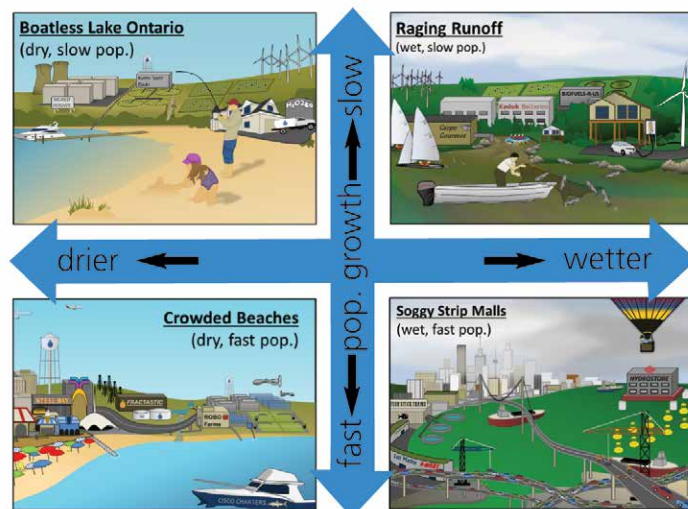 Boatless Lake Ontario
(dry, slow pop.)
Raging Runoff
(wet, slow pop.)
BIOFUELS-R-US
Kodak Batteries
Carpe
Gourmet
slow
pop. growth
fast
drier
wetter
Crowded Beaches
(dry, fast pop.)
FRACTASTIC
ROBO
Farms
CISCO CHARTERS
Soggy Strip Malls
(wet, fast pop.)
HYDROSTORE